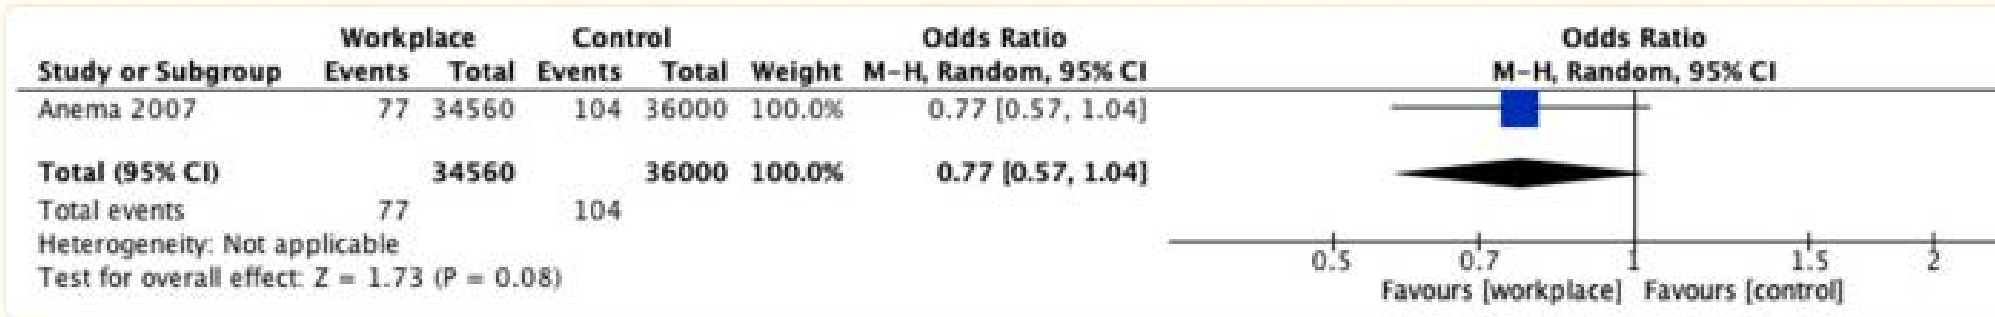 Workplace Control Odds Ratio Odds Ratio
Study or Subgroup Events Total Events Total Weight M-H, Random, 95% CI M-H, Random, 95% CI
Anema 2007 77 34560 104 36000 100.0% 0.77 [0.57, 1.04]
Total (95% CI) 34560 36000 100.0% 0.77 [0.57, 1.04]
Total events 77 104
Heterogeneity: Not applicable
Test for overall effect: Z = 1.73 (P = 0.08)
0.5 0.7 1 1.5 2
Favours [workplace] Favours [control]